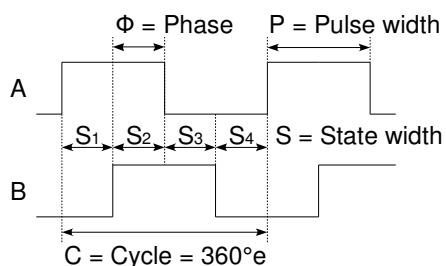 Φ = Phase P = Pulse width
A
S1 S2 S3 S4 S = State width
B
C = Cycle = 360°e